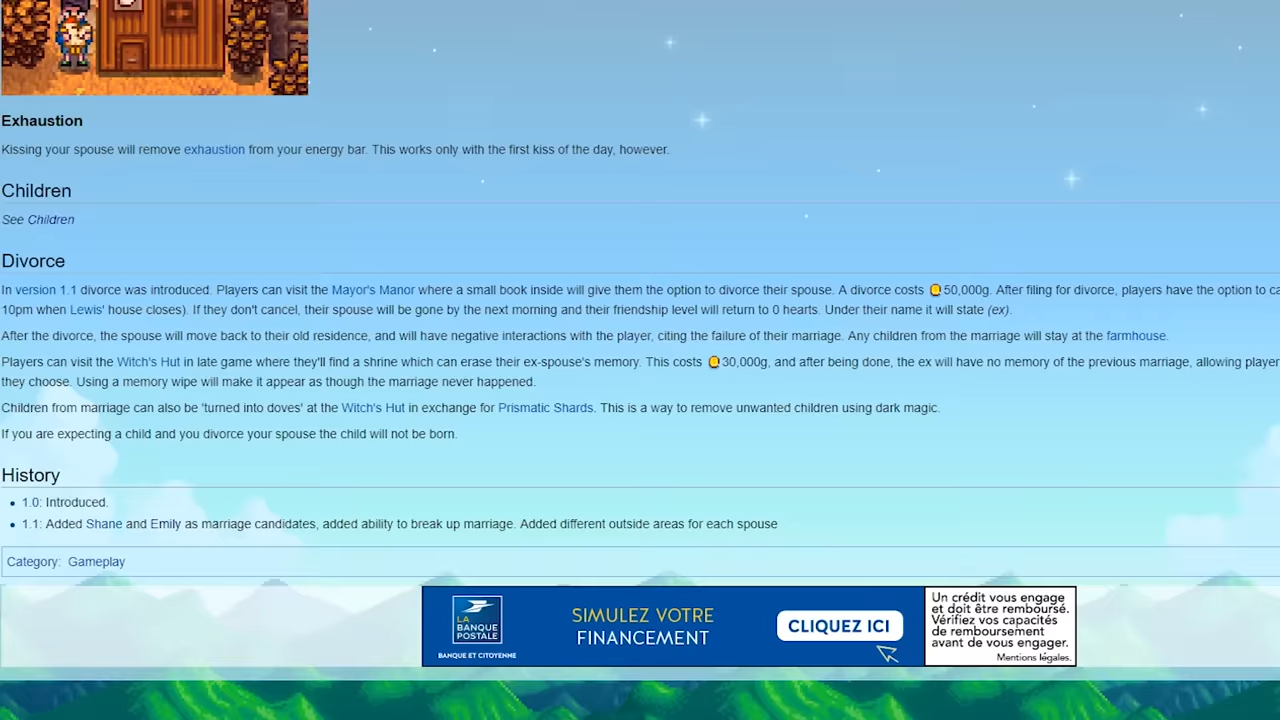 Exhaustion
Kissing your spouse will remove exhaustion from your energy bar. This works only with the first kiss of the day, however.
Children
See Children
Divorce
In version 1.1 divorce was introduced. Players can visit the Mayor's Manor where a small book inside will give them the option to divorce their spouse. A divorce costs 50,000g. After filing for divorce, players have the option to ca
10pm when Lewis' house closes). If they don't cancel, their spouse will be gone by the next morning and their friendship level will return to 0 hearts. Under their name it will state (ex).
After the divorce, the spouse will move back to their old residence, and will have negative interactions with the player, citing the failure of their marriage. Any children from the marriage will stay at the farmhouse.
Players can visit the Witch's Hut in late game where they'll find a shrine which can erase their ex-spouse's memory. This costs 30,000g, and after being done, the ex will have no memory of the previous marriage, allowing player
they choose. Using a memory wipe will make it appear as though the marriage never happened.
Children from marriage can also be 'turned into doves' at the Witch's Hut in exchange for Prismatic Shards. This is a way to remove unwanted children using dark magic.
If you are expecting a child and you divorce your spouse the child will not be born.
History
1.0: Introduced.
1.1: Added Shane and Emily as marriage candidates, added ability to break up marriage. Added different outside areas for each spouse
Category: Gameplay
LA
BANQUE
POSTALE
BANQUE ET CITOYENNE
SIMULEZ VOTRE
FINANCEMENT
CLIQUEZ ICI
Un crédit vous engage
et doit être remboursé.
Vérifiez vos capacités
de remboursement
avant de vous engager.
Mentions légales.